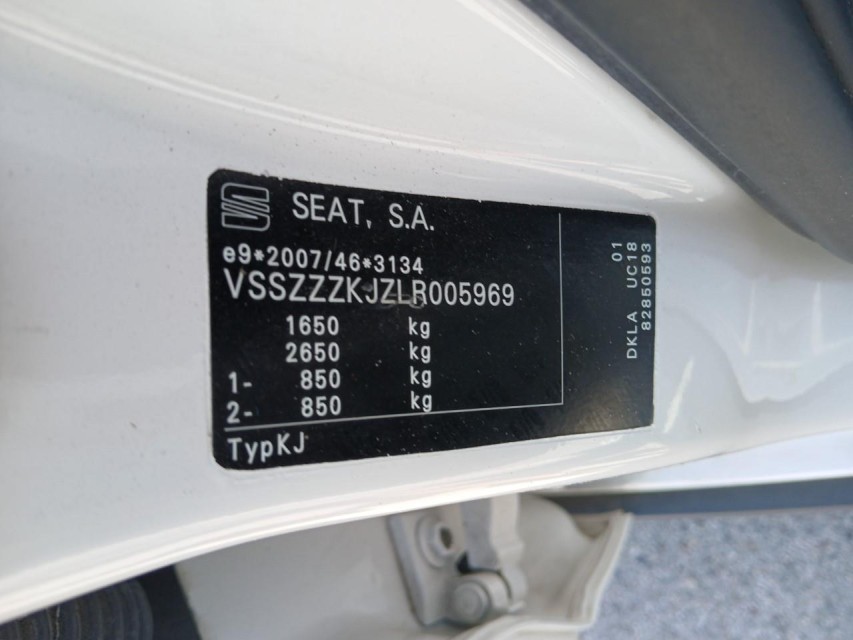 SEAT, S.A.
e9*2007/46*3134
VSSZZZKJZLR005969
1650 kg
2650 kg
1- 850 kg
2- 850 kg
TypKJ
01
DKLA UC18
82850593